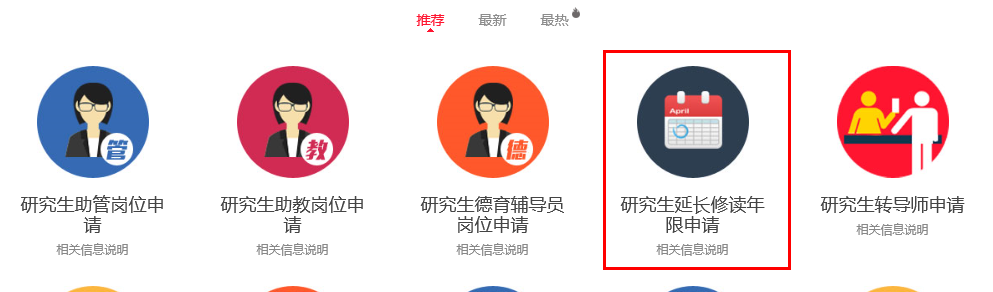 推荐 最新 最热
管 教 德 April
研究生助管岗位申
请
相关信息说明
研究生助教岗位申
请
相关信息说明
研究生德育辅导员
岗位申请
相关信息说明
研究生延长修读年
限申请
相关信息说明
研究生转导师申请
相关信息说明